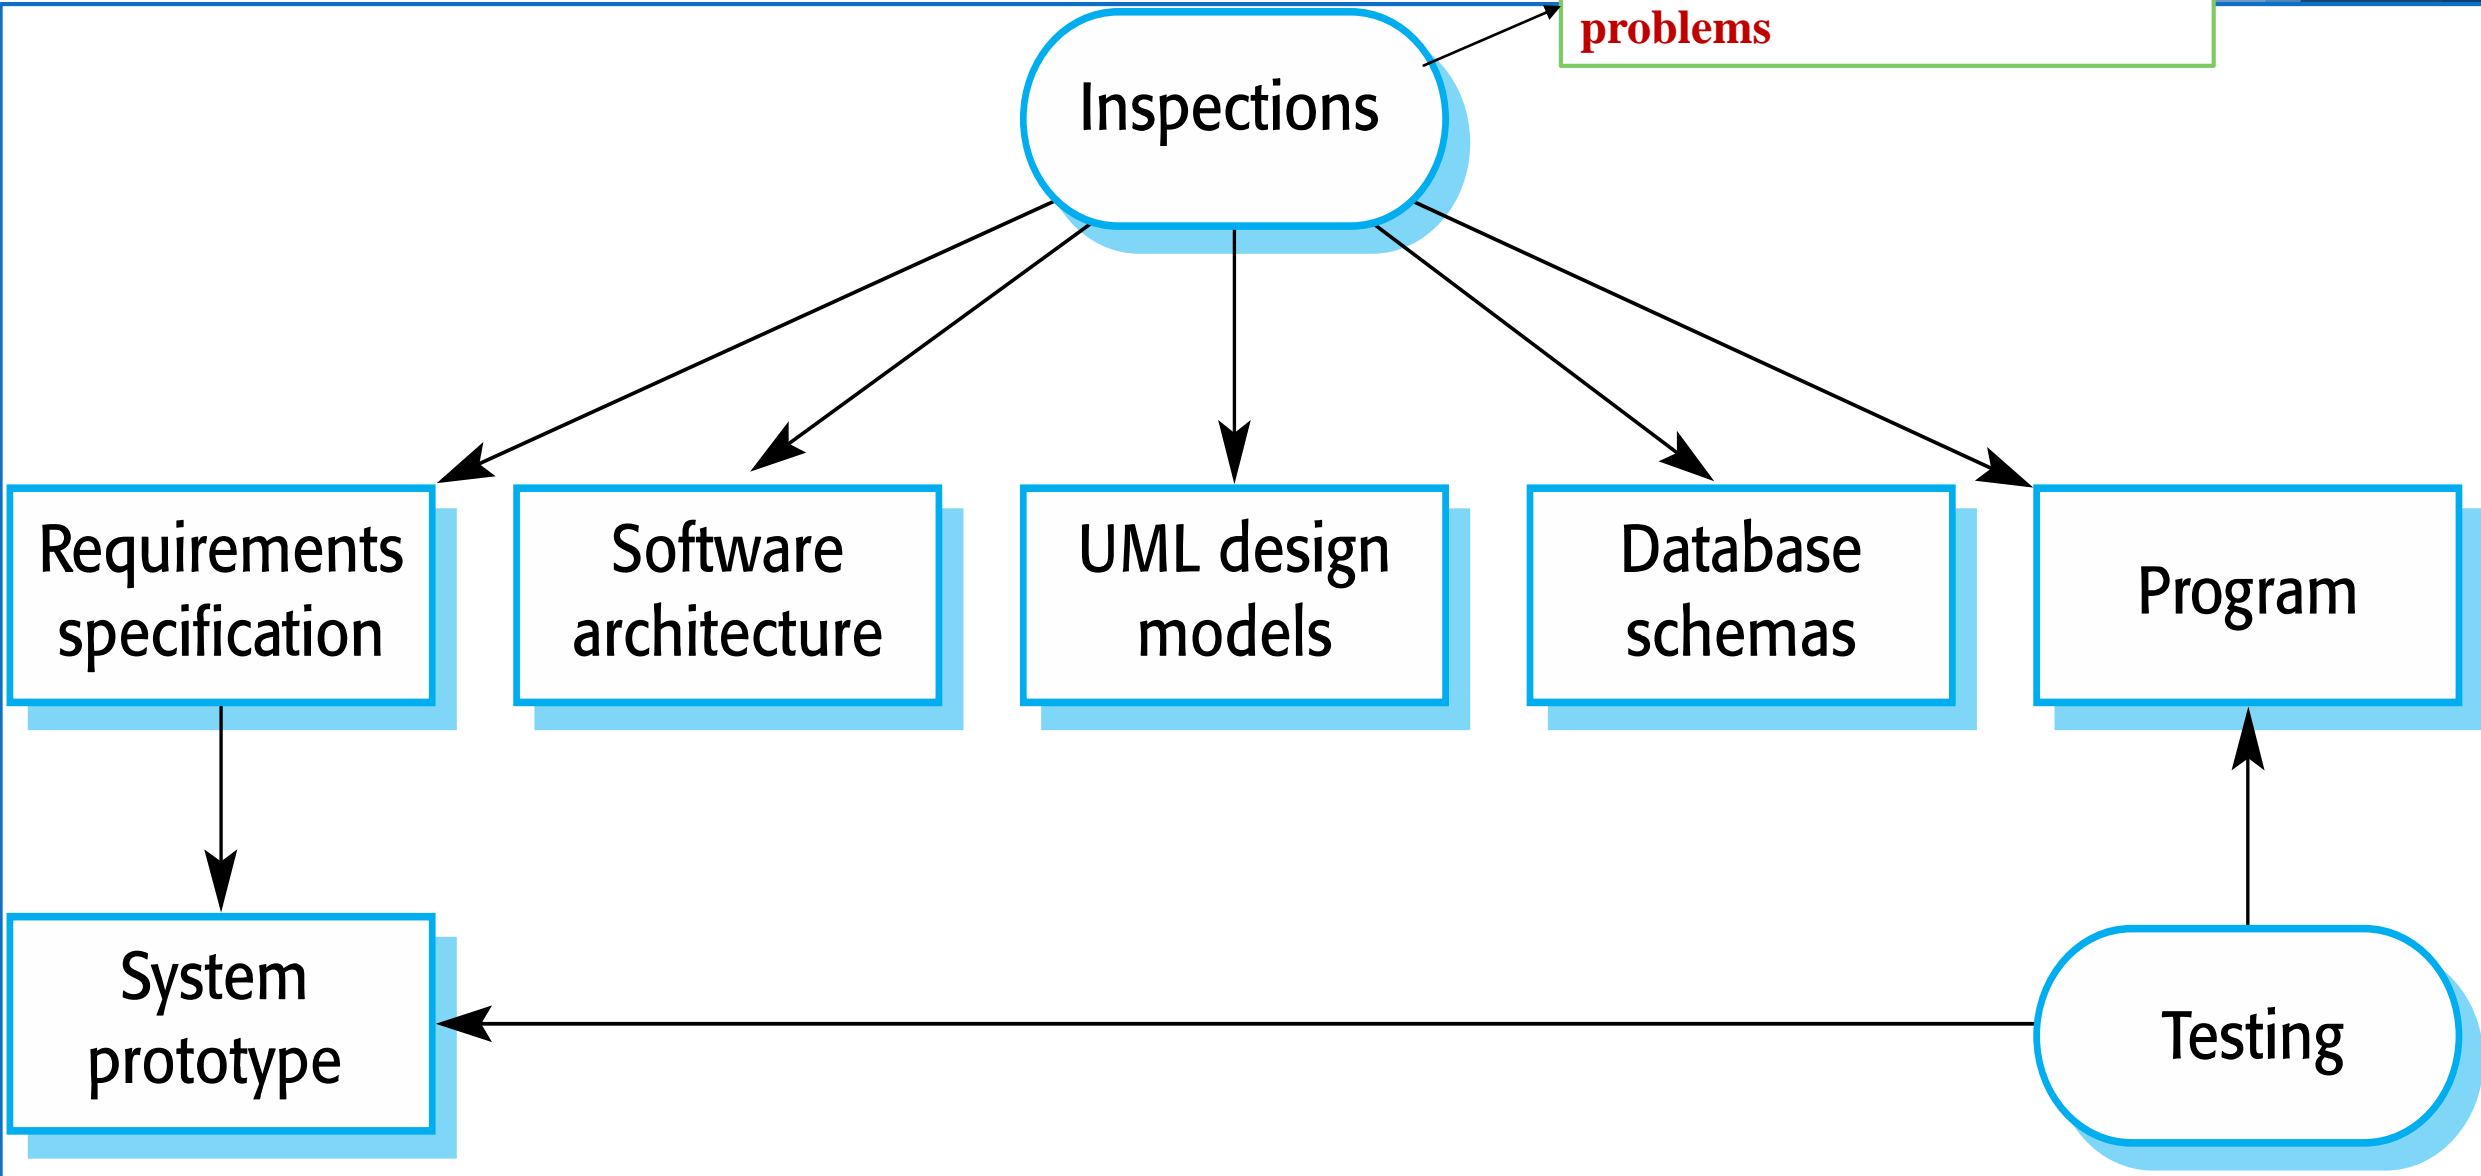 problems
Inspections
Requirements
specification
Software
architecture
UML design
models
Database
schemas
Program
System
prototype
Testing